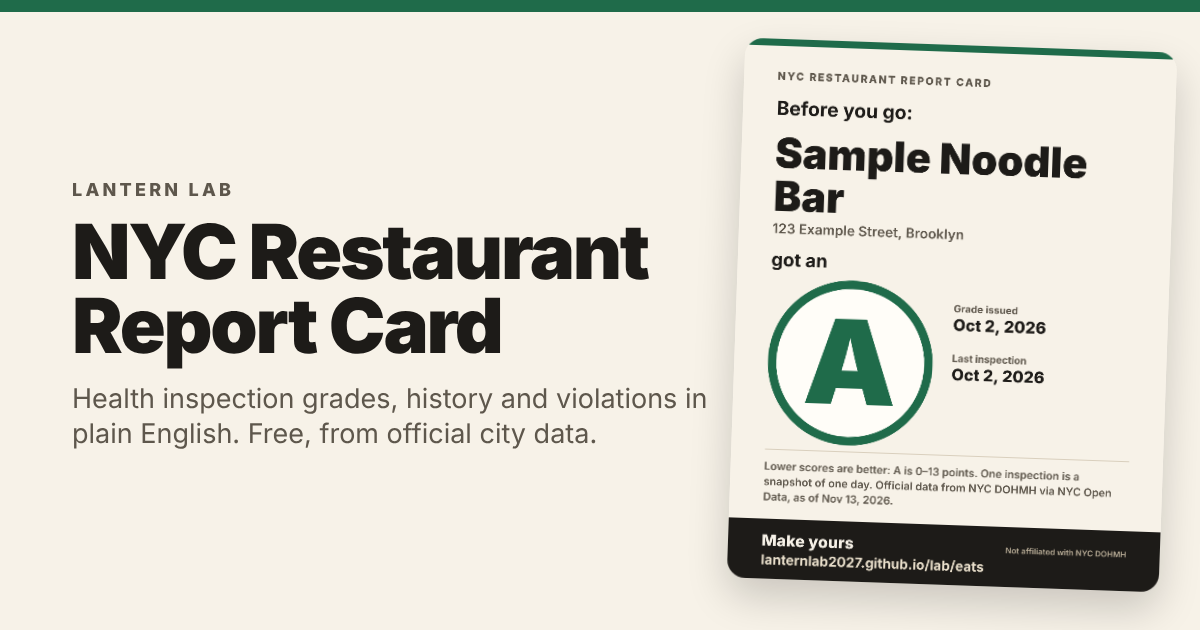 LANTERN LAB
NYC Restaurant
Report Card
Health inspection grades, history and violations in
plain English. Free, from official city data.
NYC RESTAURANT REPORT CARD
Before you go:
Sample Noodle
Bar
123 Example Street, Brooklyn
got an
A
Grade issued
Oct 2, 2026
Last inspection
Oct 2, 2026
Lower scores are better: A is 0–13 points. One inspection is a
snapshot of one day. Official data from NYC DOHMH via NYC Open
Data, as of Nov 13, 2026.
Make yours
lanternlab2027.github.io/lab/eats
Not affiliated with NYC DOHMH